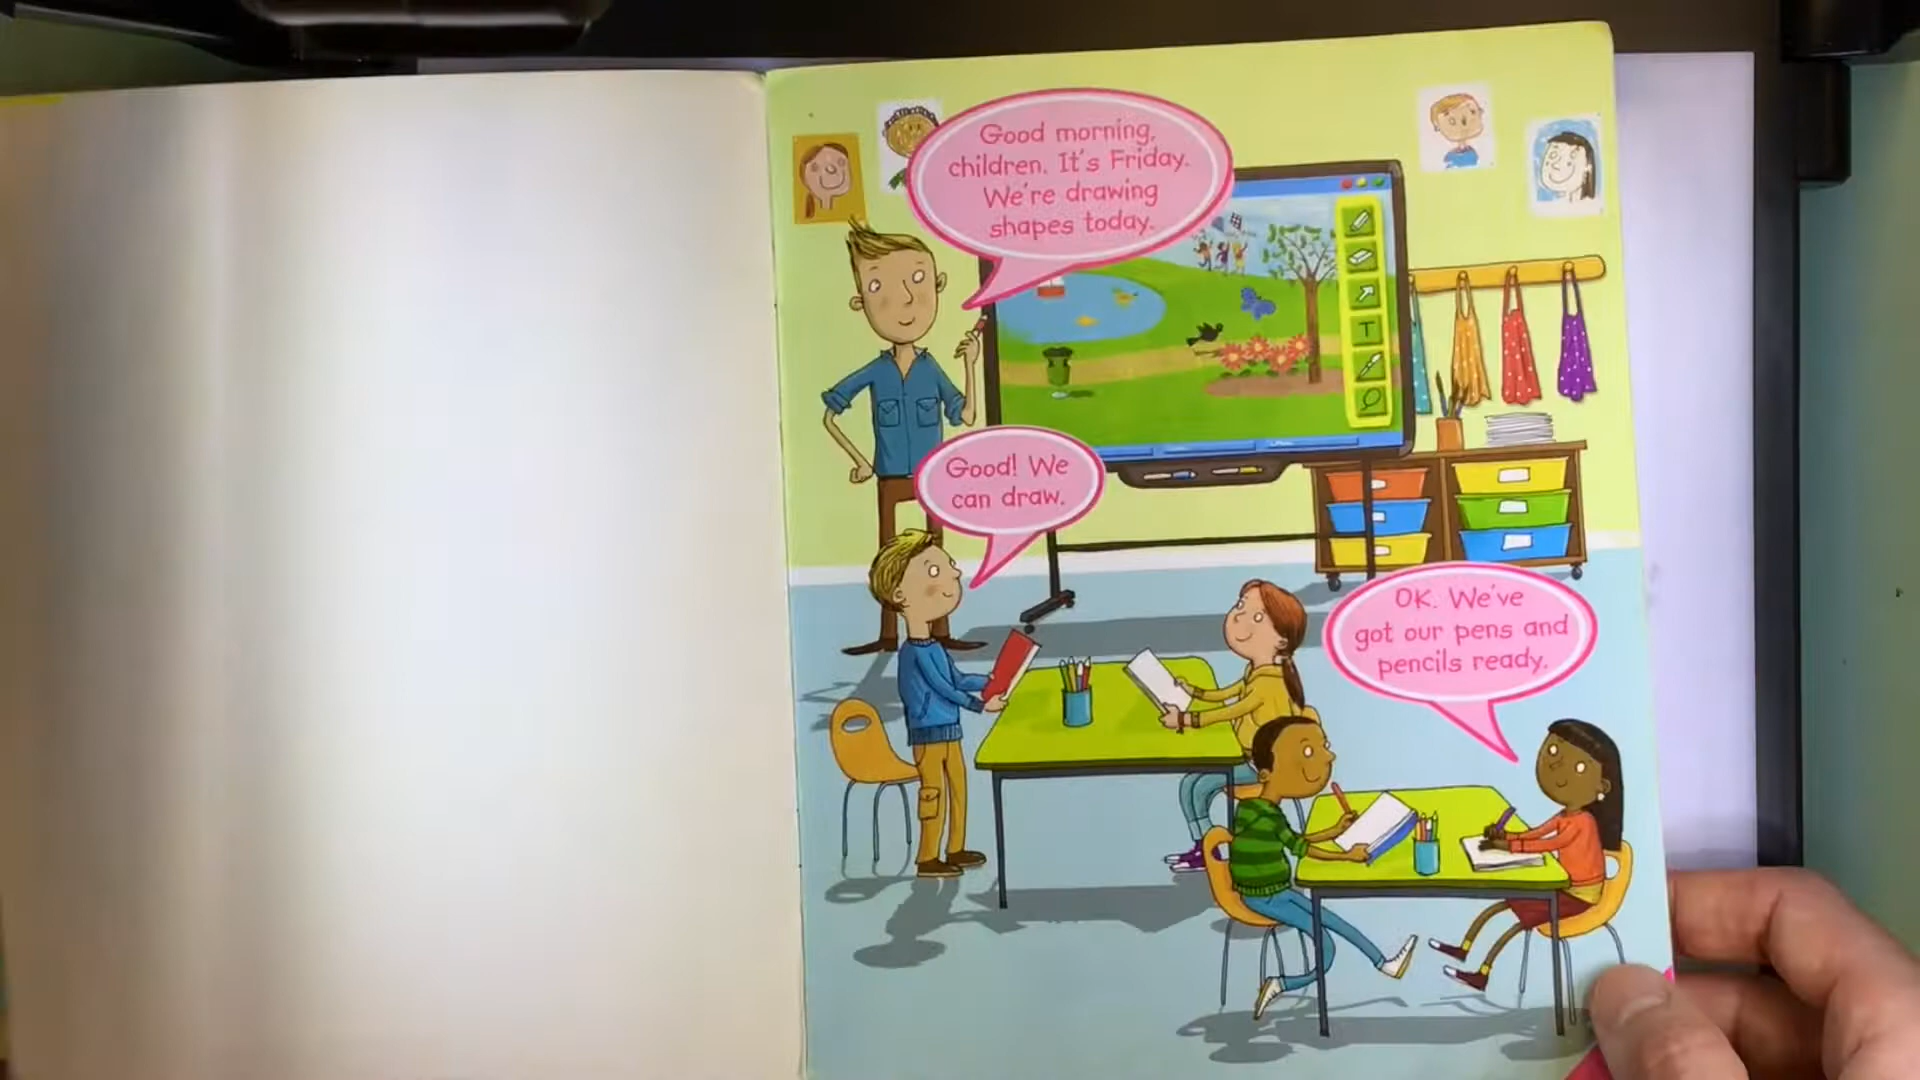 Good morning,
children. It's Friday.
We're drawing
shapes today.
T
Good! We
can draw.
OK. We've
got our pens and
pencils ready.